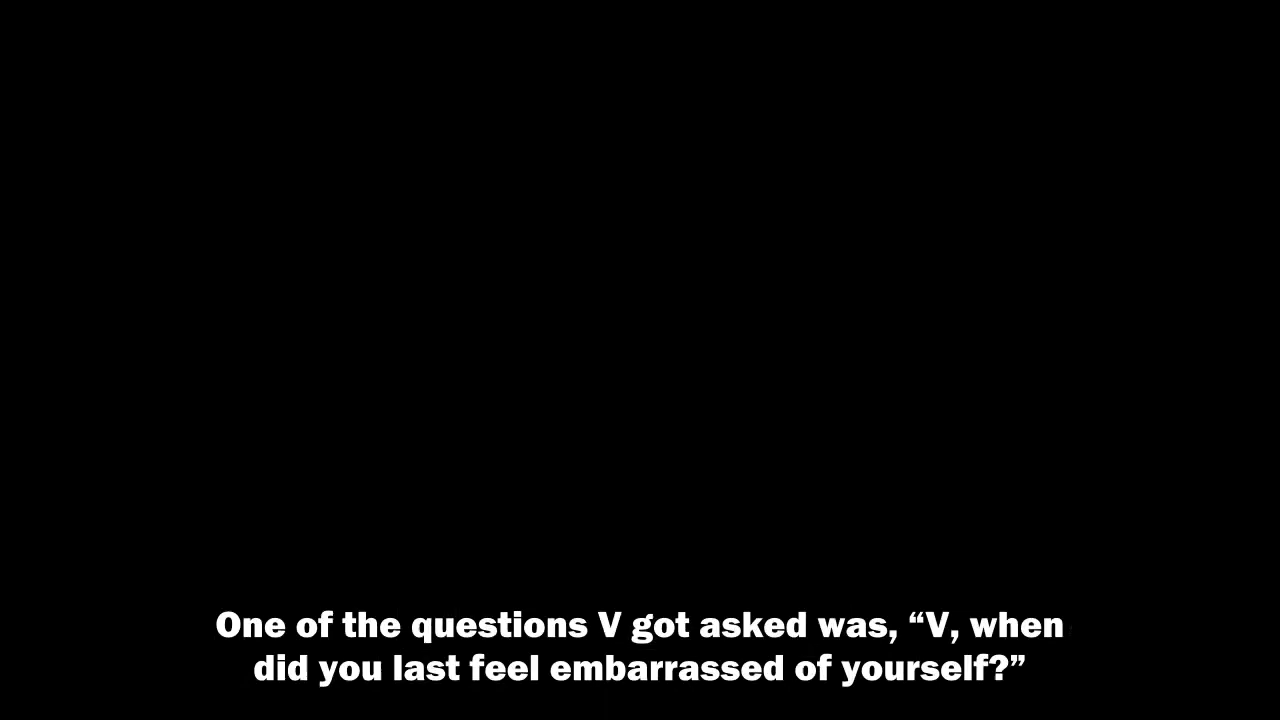 One of the questions V got asked was, “V, when
did you last feel embarrassed of yourself?”